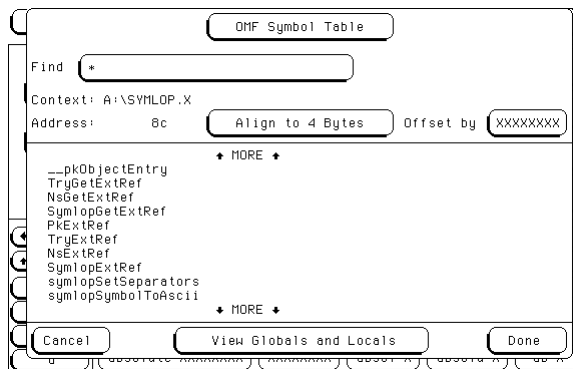 OMF Symbol Table
Find *
Context: A:\SYMLOP.X
Address: 8c Align to 4 Bytes Offset by XXXXXXXX
↑ MORE ↑
__pkObjectEntry
TryGetExtRef
NsGetExtRef
SymlopGetExtRef
PkExtRef
TryExtRef
NsExtRef
SymlopExtRef
symlopSetSeparators
symlopSymbolToAscii
↓ MORE ↓
Cancel View Globals and Locals Done